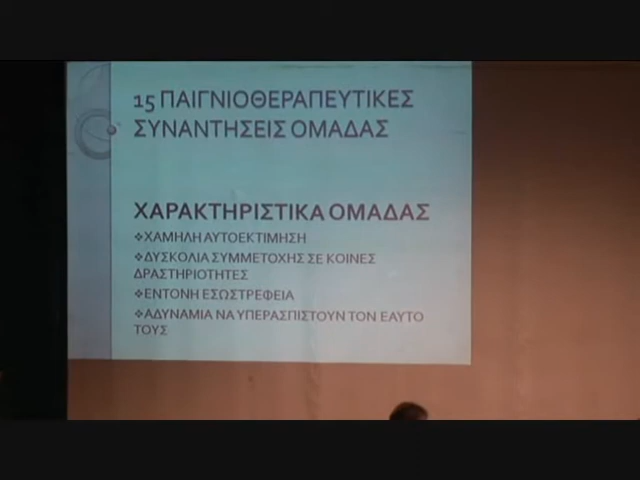 15 ΠΑΙΓΝΙΟΘΕΡΑΠΕΥΤΙΚΕΣ
ΣΥΝΑΝΤΗΣΕΙΣ ΟΜΑΔΑΣ
ΧΑΡΑΚΤΗΡΙΣΤΙΚΑ ΟΜΑΔΑΣ
❖ΧΑΜΗΛΗ ΑΥΤΟΕΚΤΙΜΗΣΗ
❖ΔΥΣΚΟΛΙΑ ΣΥΜΜΕΤΟΧΗΣ ΣΕ ΚΟΙΝΕΣ
ΔΡΑΣΤΗΡΙΟΤΗΤΕΣ
❖ΕΝΤΟΝΗ ΕΣΩΣΤΡΕΦΕΙΑ
❖ΑΔΥΝΑΜΙΑ ΝΑ ΥΠΕΡΑΣΠΙΣΤΟΥΝ ΤΟΝ ΕΑΥΤΟ
ΤΟΥΣ